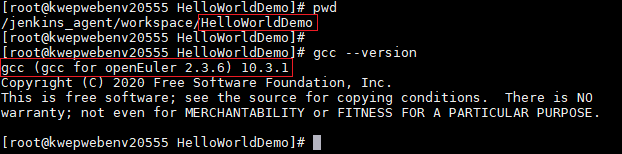 [root@kwepwebenv20555 HelloWorldDemo]# pwd
/jenkins_agent/workspace/HelloWorldDemo
[root@kwepwebenv20555 HelloWorldDemo]#
[root@kwepwebenv20555 HelloWorldDemo]# gcc --version
gcc (gcc for openEuler 2.3.6) 10.3.1
Copyright (C) 2020 Free Software Foundation, Inc.
This is free software; see the source for copying conditions.  There is NO
warranty; not even for MERCHANTABILITY or FITNESS FOR A PARTICULAR PURPOSE.
[root@kwepwebenv20555 HelloWorldDemo]#